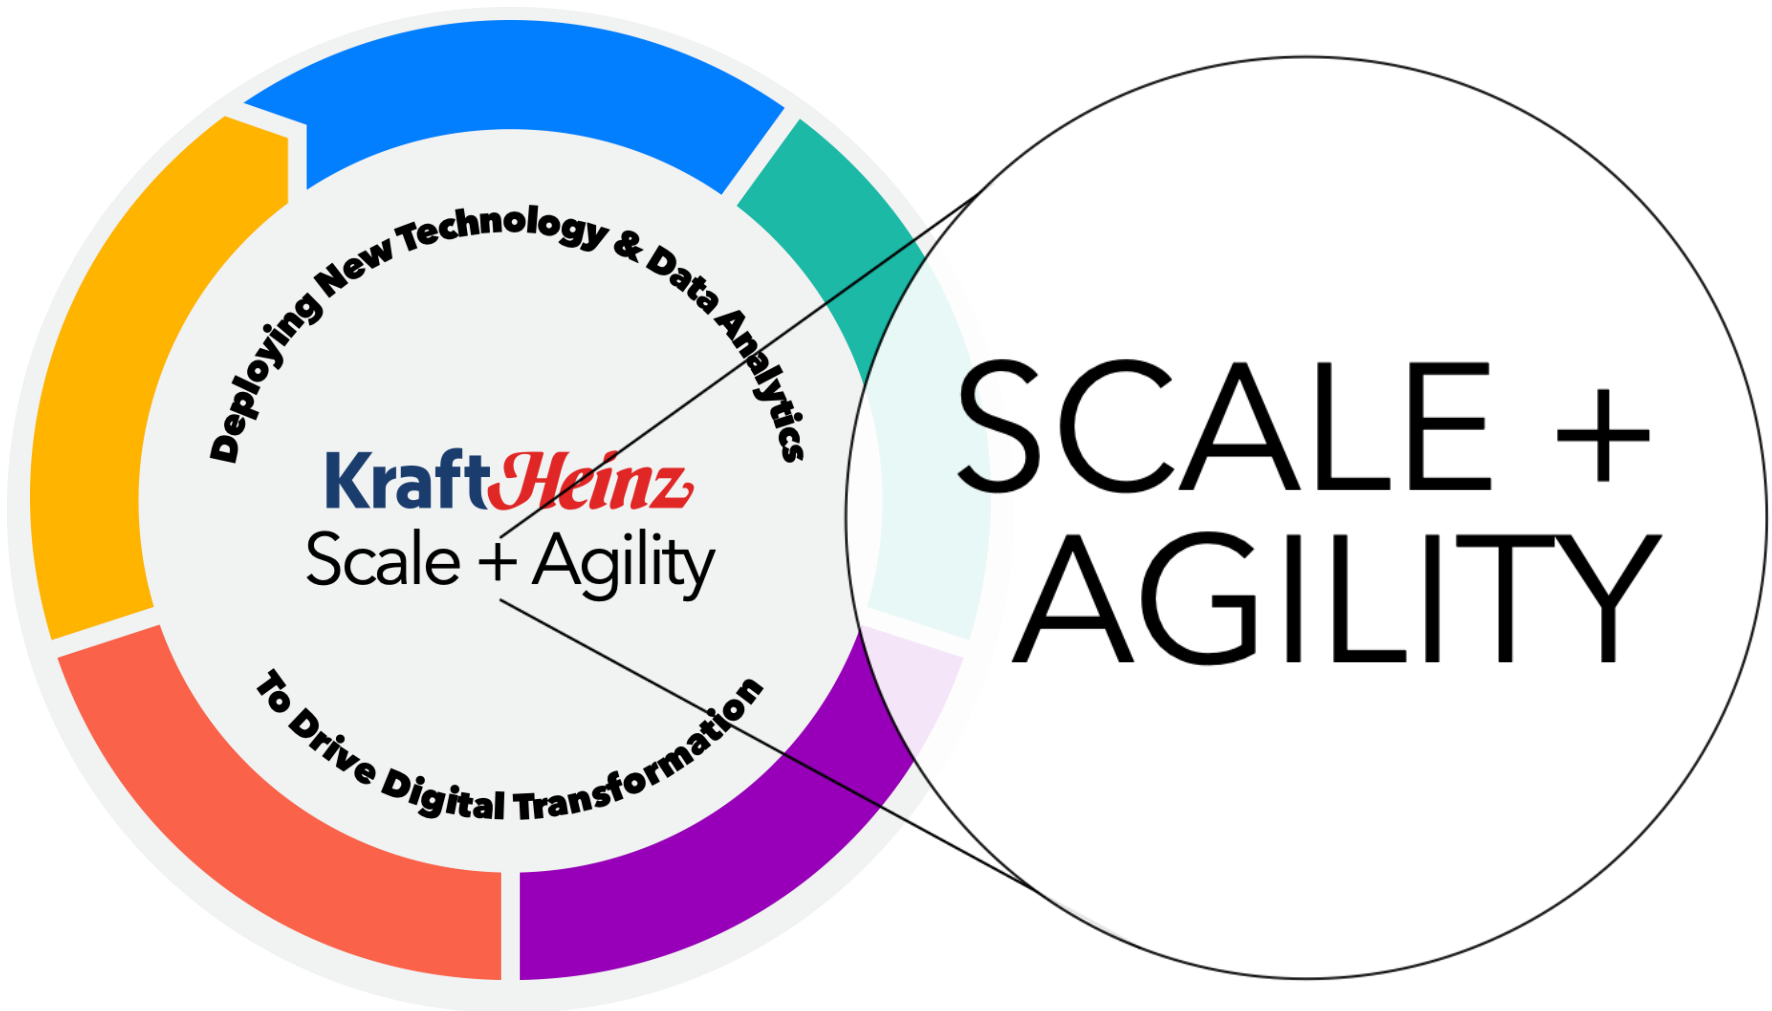 Deploying New Technology & Data Analytics
KraftHeinz
Scale + Agility
To Drive Digital Transformation
SCALE +
AGILITY